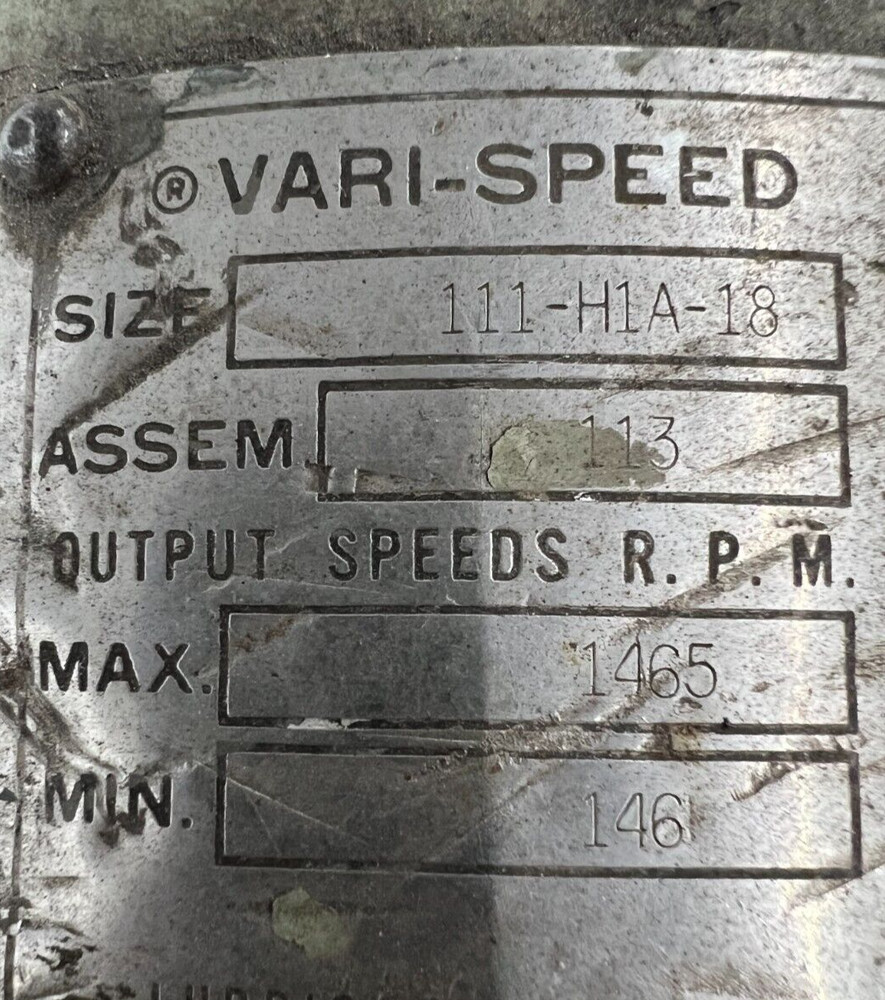 ® VARI-SPEED
SIZE 111-H1A-18
ASSEM. 113
OUTPUT SPEEDS R.P.M.
MAX. 1465
MIN. 146